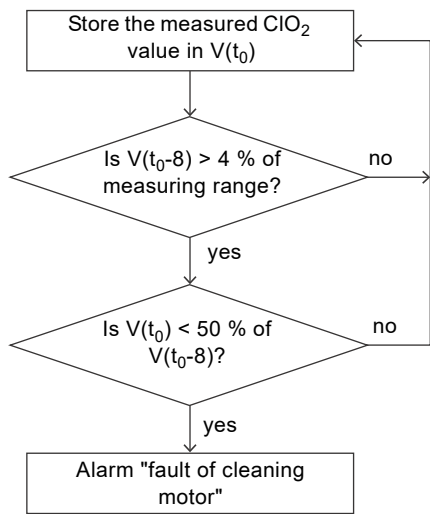 Store the measured ClO₂
value in V(t₀)
Is V(t₀-8) > 4 % of
measuring range?
no
yes
Is V(t₀) < 50 % of
V(t₀-8)?
no
yes
Alarm "fault of cleaning
motor"